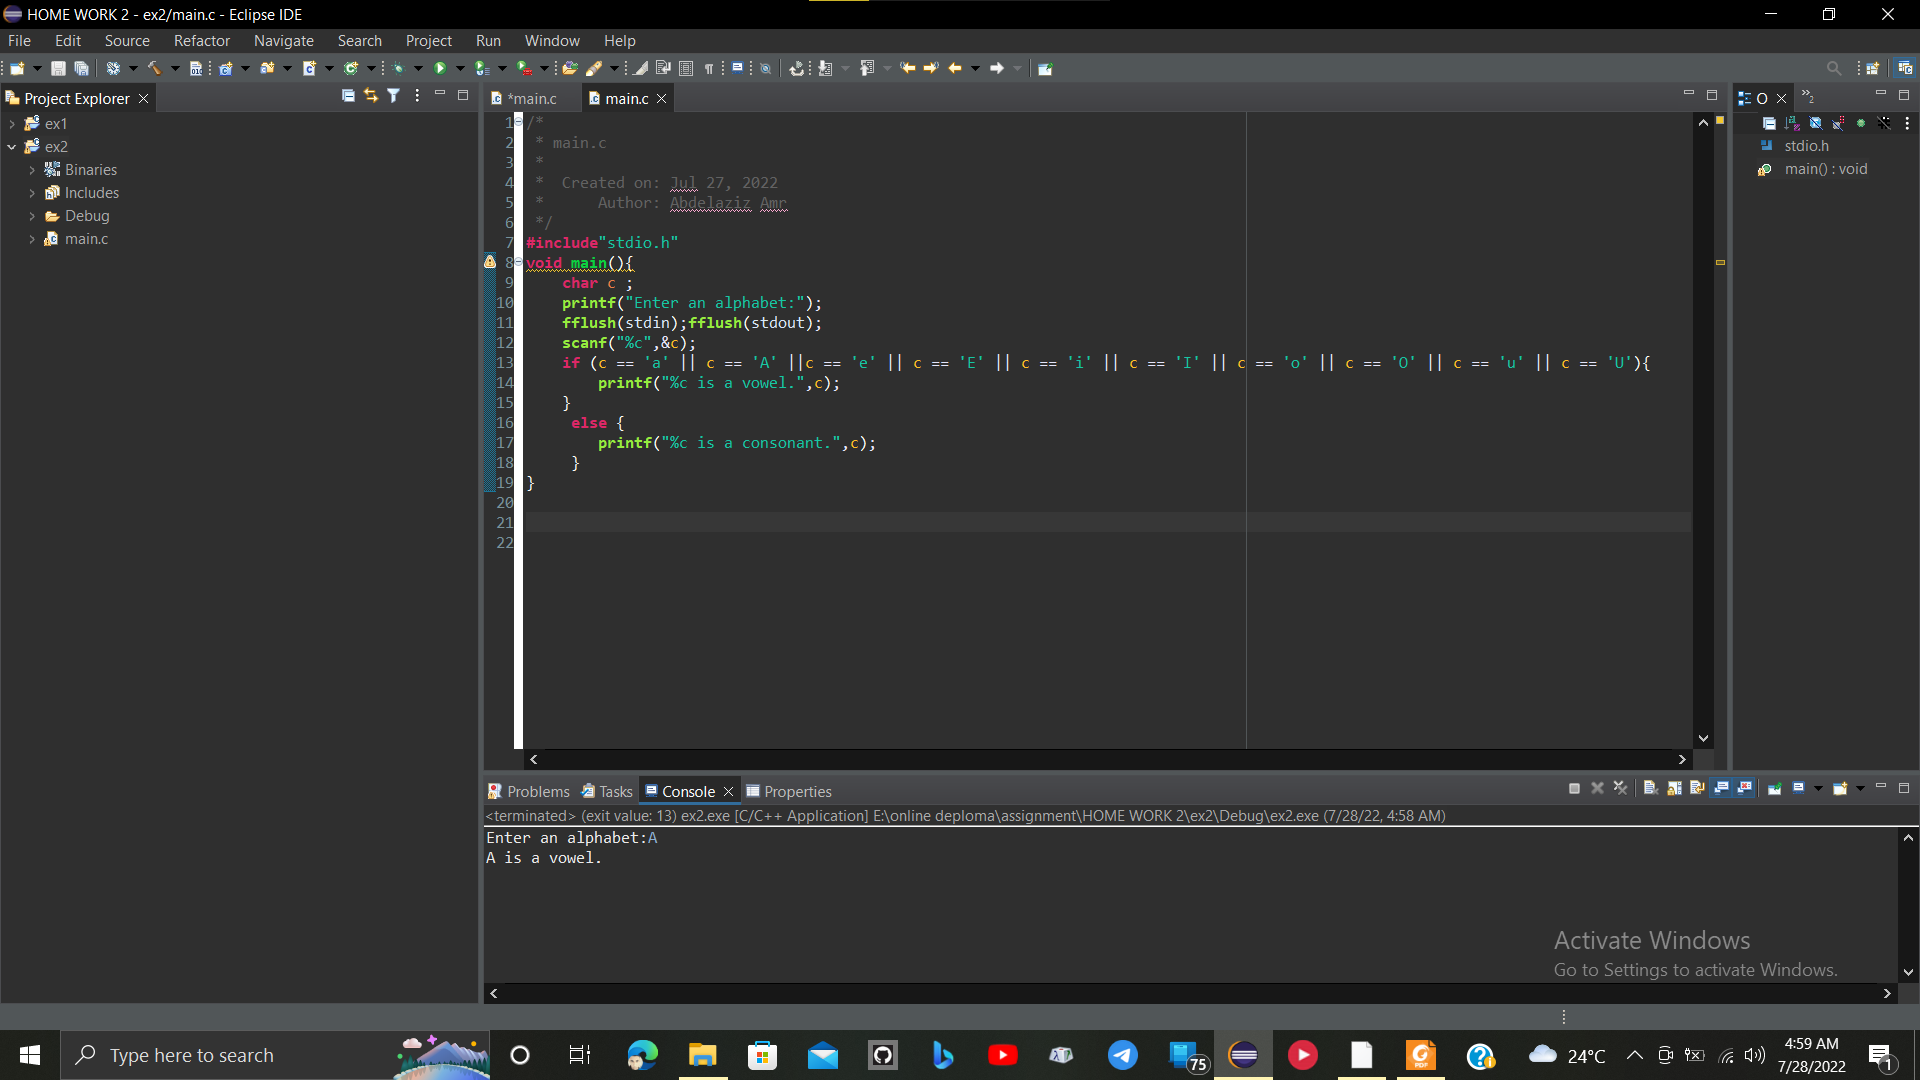 HOME WORK 2 - ex2/main.c - Eclipse IDE
File Edit Source Refactor Navigate Search Project Run Window Help
Project Explorer
*main.c main.c
O
2
ex1
ex2
Binaries
Includes
Debug
main.c
1 /*
2 * main.c
3 *
4 * Created on: Jul 27, 2022
5 * Author: Abdelaziz Amr
6 */
7 #include"stdio.h"
8 void main(){
9 char c ;
10 printf("Enter an alphabet:");
11 fflush(stdin);fflush(stdout);
12 scanf("%c",&c);
13 if (c == 'a' || c == 'A' ||c == 'e' || c == 'E' || c == 'i' || c == 'I' || c == 'o' || c == 'O' || c == 'u' || c == 'U'){
14 printf("%c is a vowel.",c);
15 }
16 else {
17 printf("%c is a consonant.",c);
18 }
19 }
20
21
22
stdio.h
main() : void
Problems Tasks Console Properties
<terminated> (exit value: 13) ex2.exe [C/C++ Application] E:\online deploma\assignment\HOME WORK 2\ex2\Debug\ex2.exe (7/28/22, 4:58 AM)
Enter an alphabet:A
A is a vowel.
Activate Windows
Go to Settings to activate Windows.
Type here to search
75
PDF
24°C
4:59 AM
7/28/2022
1